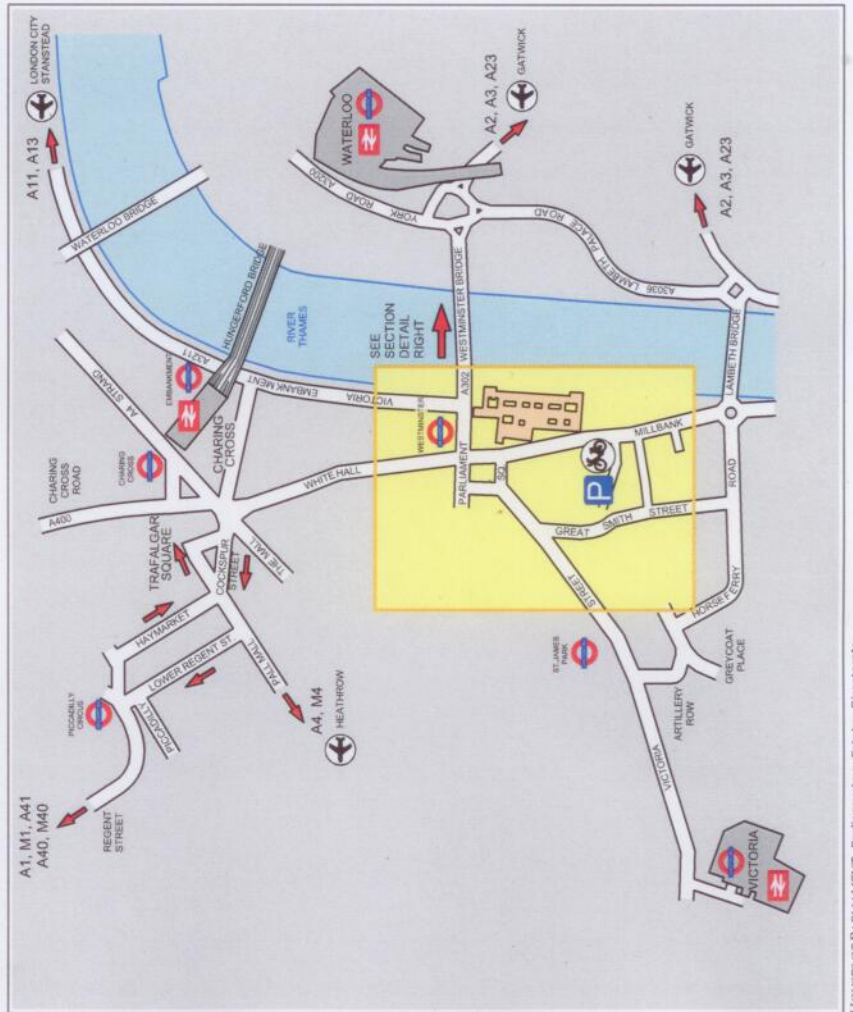 LONDON CITY
STANSTEAD
A11, A13
WATERLOO BRIDGE
HUNGERFORD BRIDGE
RIVER
THAMES
WATERLOO
A3200
YORK
ROAD
A2, A3, A23
GATWICK
GATWICK
A2, A3, A23
A3036 LAMBETH PALACE ROAD
LAMBETH BRIDGE
SEE
SECTION
DETAIL
RIGHT
WESTMINSTER BRIDGE
A302
A4 STRAND
A3211
EMBANKMENT
VICTORIA
EMBANKMENT
CHARING
CROSS
CHARING
CROSS
ROAD
CHARING
CROSS
A400
TRAFALGAR
SQUARE
COCKSPUR
STREET
THE MALL
WHITEHALL
WESTMINSTER
PARLIAMENT
SQ.
MILLBANK
P
GREAT SMITH STREET
HORSEFERRY
ROAD
HAYMARKET
LOWER REGENT ST.
PALL MALL
PICCADILLY
CIRCUS
PICCADILLY
A4, M4
HEATHROW
REGENT
STREET
A1, M1, A41
A40, M40
ST.JAMES
PARK
VICTORIA
STREET
ARTILLERY
ROW
GREYCOAT
PLACE
VICTORIA